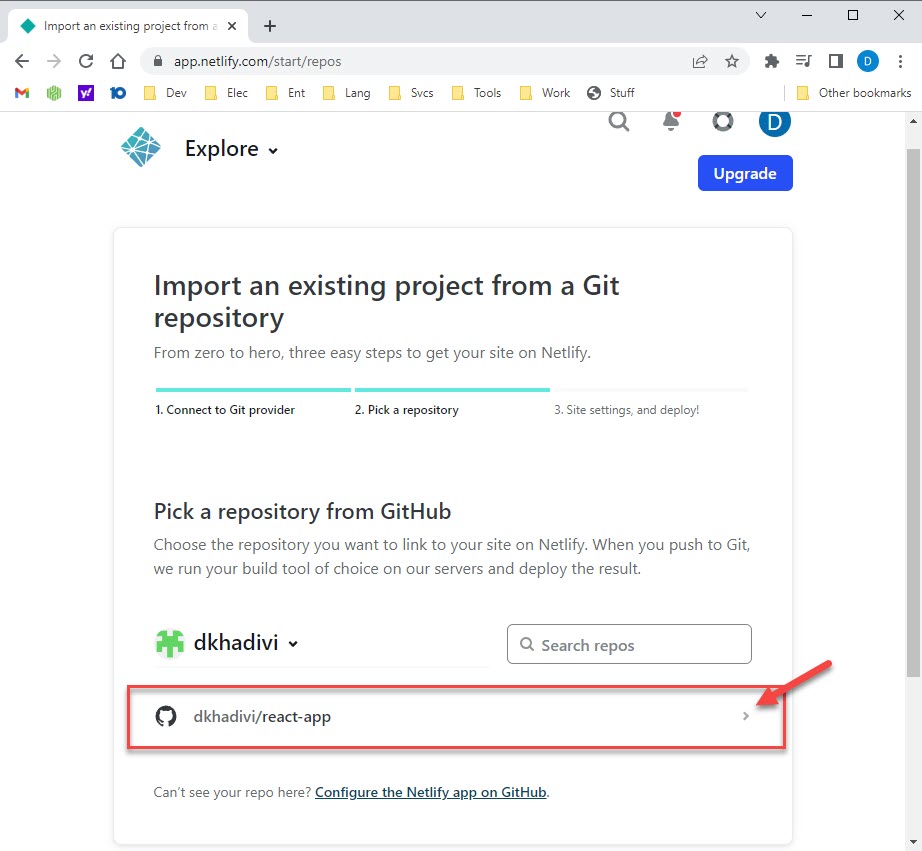 Import an existing project from a
app.netlify.com/start/repos
D
Dev
Elec
Ent
Lang
Svcs
Tools
Work
Stuff
Other bookmarks
Explore
D
Upgrade
Import an existing project from a Git
repository
From zero to hero, three easy steps to get your site on Netlify.
1. Connect to Git provider
2. Pick a repository
3. Site settings, and deploy!
Pick a repository from GitHub
Choose the repository you want to link to your site on Netlify. When you push to Git,
we run your build tool of choice on our servers and deploy the result.
dkhadivi
Search repos
dkhadivi/react-app
Can't see your repo here? Configure the Netlify app on GitHub.